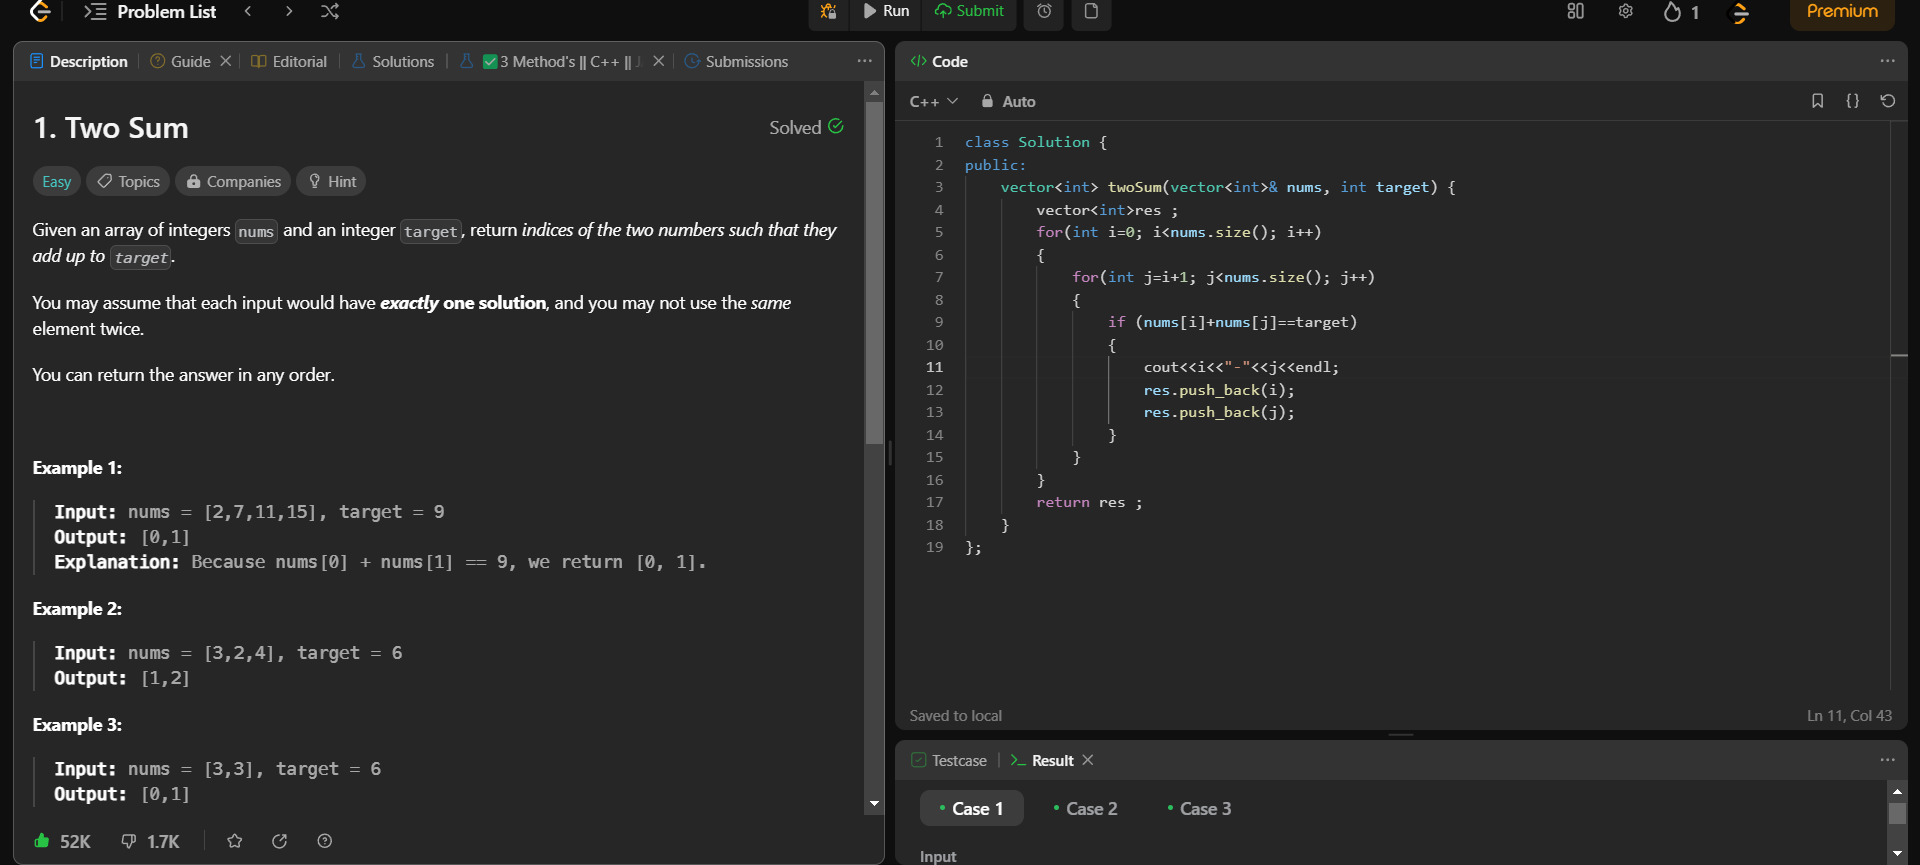 Problem List
Run
Submit
1
Premium
Description
Guide
Editorial
Solutions
3 Method's || C++ || J
Submissions
1. Two Sum
Solved
Easy
Topics
Companies
Hint
Given an array of integers nums and an integer target, return indices of the two numbers such that they
add up to target.
You may assume that each input would have exactly one solution, and you may not use the same
element twice.
You can return the answer in any order.
Example 1:
Input: nums = [2,7,11,15], target = 9
Output: [0,1]
Explanation: Because nums[0] + nums[1] == 9, we return [0, 1].
Example 2:
Input: nums = [3,2,4], target = 6
Output: [1,2]
Example 3:
Input: nums = [3,3], target = 6
Output: [0,1]
52K
1.7K
</> Code
C++
Auto
{}
1 class Solution {
2 public:
3     vector<int> twoSum(vector<int>& nums, int target) {
4         vector<int>res ;
5         for(int i=0; i<nums.size(); i++)
6         {
7             for(int j=i+1; j<nums.size(); j++)
8             {
9                 if (nums[i]+nums[j]==target)
10                 {
11                     cout<<i<<"-"<<j<<endl;
12                     res.push_back(i);
13                     res.push_back(j);
14                 }
15             }
16         }
17         return res ;
18     }
19 };
Saved to local
Ln 11, Col 43
Testcase
>_ Result
Case 1
Case 2
Case 3
Input